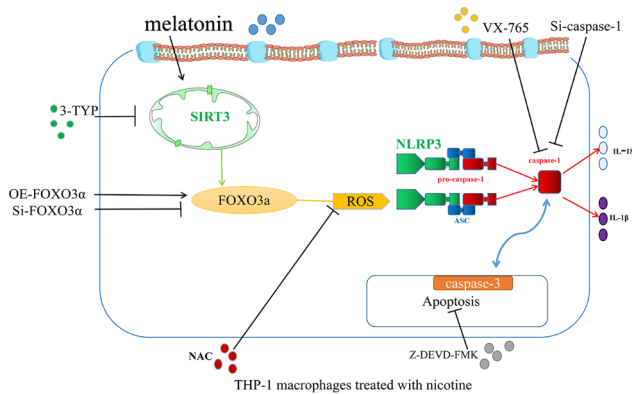 melatonin
VX-765
Si-caspase-1
3-TYP
SIRT3
NLRP3
caspase-1
IL-18
pro-caspase-1
OE-FOXO3α
Si-FOXO3α
FOXO3a
ROS
ASC
IL-1β
caspase-3
Apoptosis
NAC
Z-DEVD-FMK
THP-1 macrophages treated with nicotine